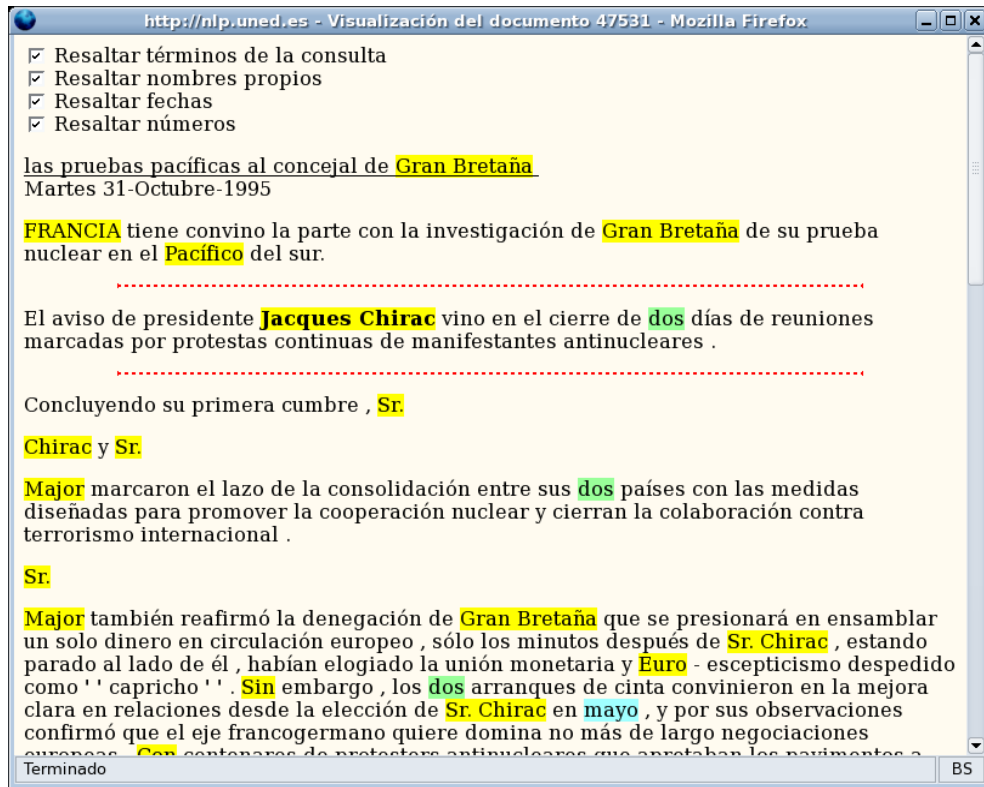 http://nlp.uned.es - Visualización del documento 47531 - Mozilla Firefox
Resaltar términos de la consulta
Resaltar nombres propios
Resaltar fechas
Resaltar números
las pruebas pacíficas al concejal de Gran Bretaña
Martes 31-Octubre-1995
FRANCIA tiene convino la parte con la investigación de Gran Bretaña de su prueba
nuclear en el Pacífico del sur.
El aviso de presidente Jacques Chirac vino en el cierre de dos días de reuniones
marcadas por protestas continuas de manifestantes antinucleares .
Concluyendo su primera cumbre , Sr.
Chirac y Sr.
Major marcaron el lazo de la consolidación entre sus dos países con las medidas
diseñadas para promover la cooperación nuclear y cierran la colaboración contra
terrorismo internacional .
Sr.
Major también reafirmó la denegación de Gran Bretaña que se presionará en ensamblar
un solo dinero en circulación europeo , sólo los minutos después de Sr. Chirac , estando
parado al lado de él , habían elogiado la unión monetaria y Euro - escepticismo despedido
como ' ' capricho ' ' . Sin embargo , los dos arranques de cinta convinieron en la mejora
clara en relaciones desde la elección de Sr. Chirac en mayo , y por sus observaciones
confirmó que el eje francogermano quiere domina no más de largo negociaciones
europeas . Con centenares de protesters antinucleares que apretaban los pavimentos a
Terminado BS